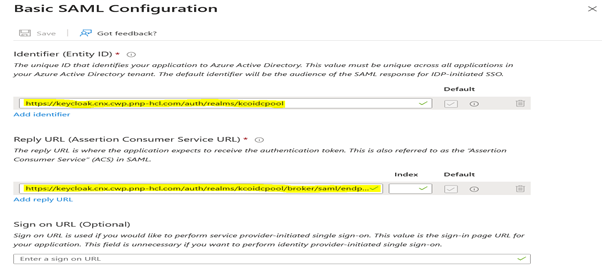 Basic SAML Configuration
Save | Got feedback?
Identifier (Entity ID) *
The unique ID that identifies your application to Azure Active Directory. This value must be unique across all applications in
your Azure Active Directory tenant. The default identifier will be the audience of the SAML response for IDP-initiated SSO.
Default
https://keycloak.cnx.cwp.pnp-hcl.com/auth/realms/kcoidcpool
Add identifier
Reply URL (Assertion Consumer Service URL) *
The reply URL is where the application expects to receive the authentication token. This is also referred to as the "Assertion
Consumer Service" (ACS) in SAML.
Index Default
https://keycloak.cnx.cwp.pnp-hcl.com/auth/realms/kcoidcpool/broker/saml/endp...
Add reply URL
Sign on URL (Optional)
Sign on URL is used if you would like to perform service provider-initiated single sign-on. This value is the sign-in page URL for
your application. This field is unnecessary if you want to perform identity provider-initiated single sign-on.
Enter a sign on URL